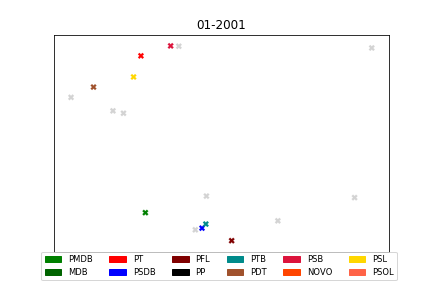 01-2001
PMDB PT PFL PTB PSB PSL
MDB PSDB PP PDT NOVO PSOL